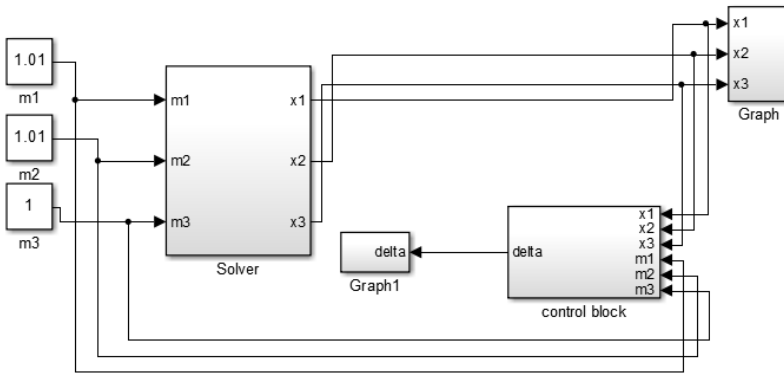 1.01
m1
1.01
m2
1
m3
m1
m2
m3
x1
x2
x3
Solver
x1
x2
x3
Graph
delta
Graph1
delta
x1
x2
x3
m1
m2
m3
control block